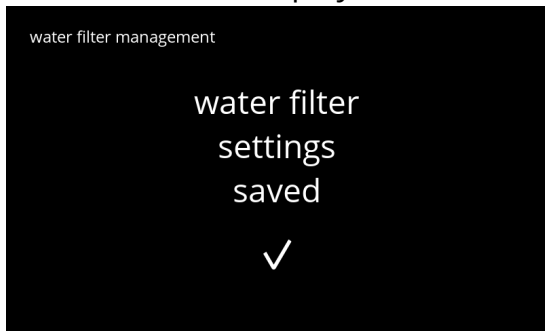 water filter management
water filter
settings
saved